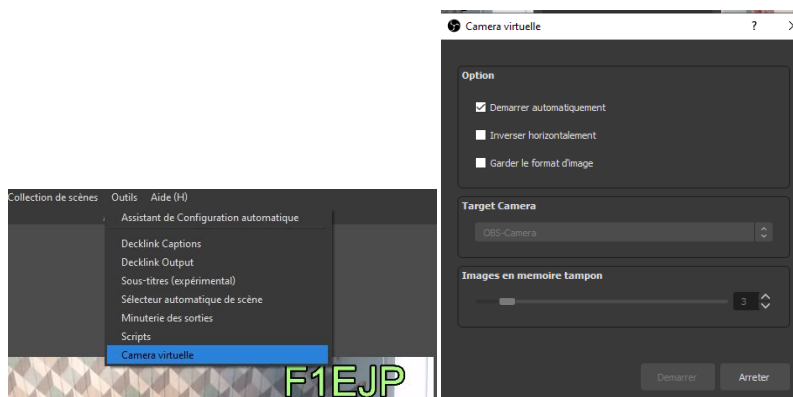 Collection de scènes Outils Aide (H)
Assistant de Configuration automatique
Decklink Captions
Decklink Output
Sous-titres (expérimental)
Sélecteur automatique de scène
Minuterie des sorties
Scripts
Camera virtuelle
F1EJP
Camera virtuelle ? X
Option
Demarrer automatiquement
Inverser horizontalement
Garder le format d'image
Target Camera
OBS-Camera
Images en memoire tampon
3
Demarrer Arreter